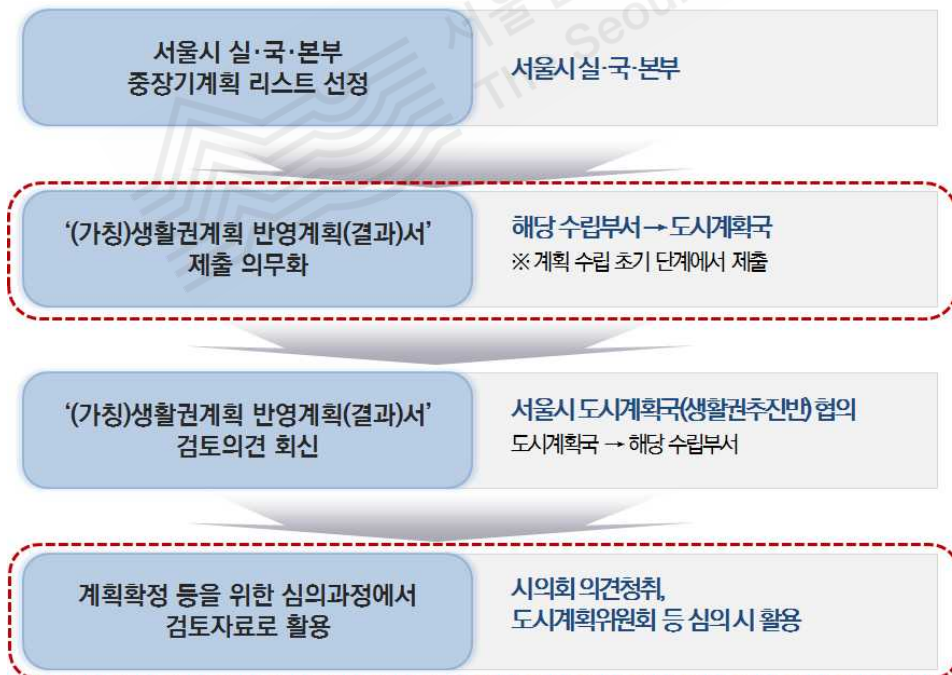 서울시 실·국·본부
중장기계획 리스트 선정
서울시 실·국·본부
‘(가칭)생활권계획 반영계획(결과)서’
제출 의무화
해당 수립부서 → 도시계획국
※ 계획 수립 초기 단계에서 제출
‘(가칭)생활권계획 반영계획(결과)서’
검토의견 회신
서울시 도시계획국(생활권추진반) 협의
도시계획국 → 해당 수립부서
계획확정 등을 위한 심의과정에서
검토자료로 활용
시의회 의견청취,
도시계획위원회 등 심의 시 활용